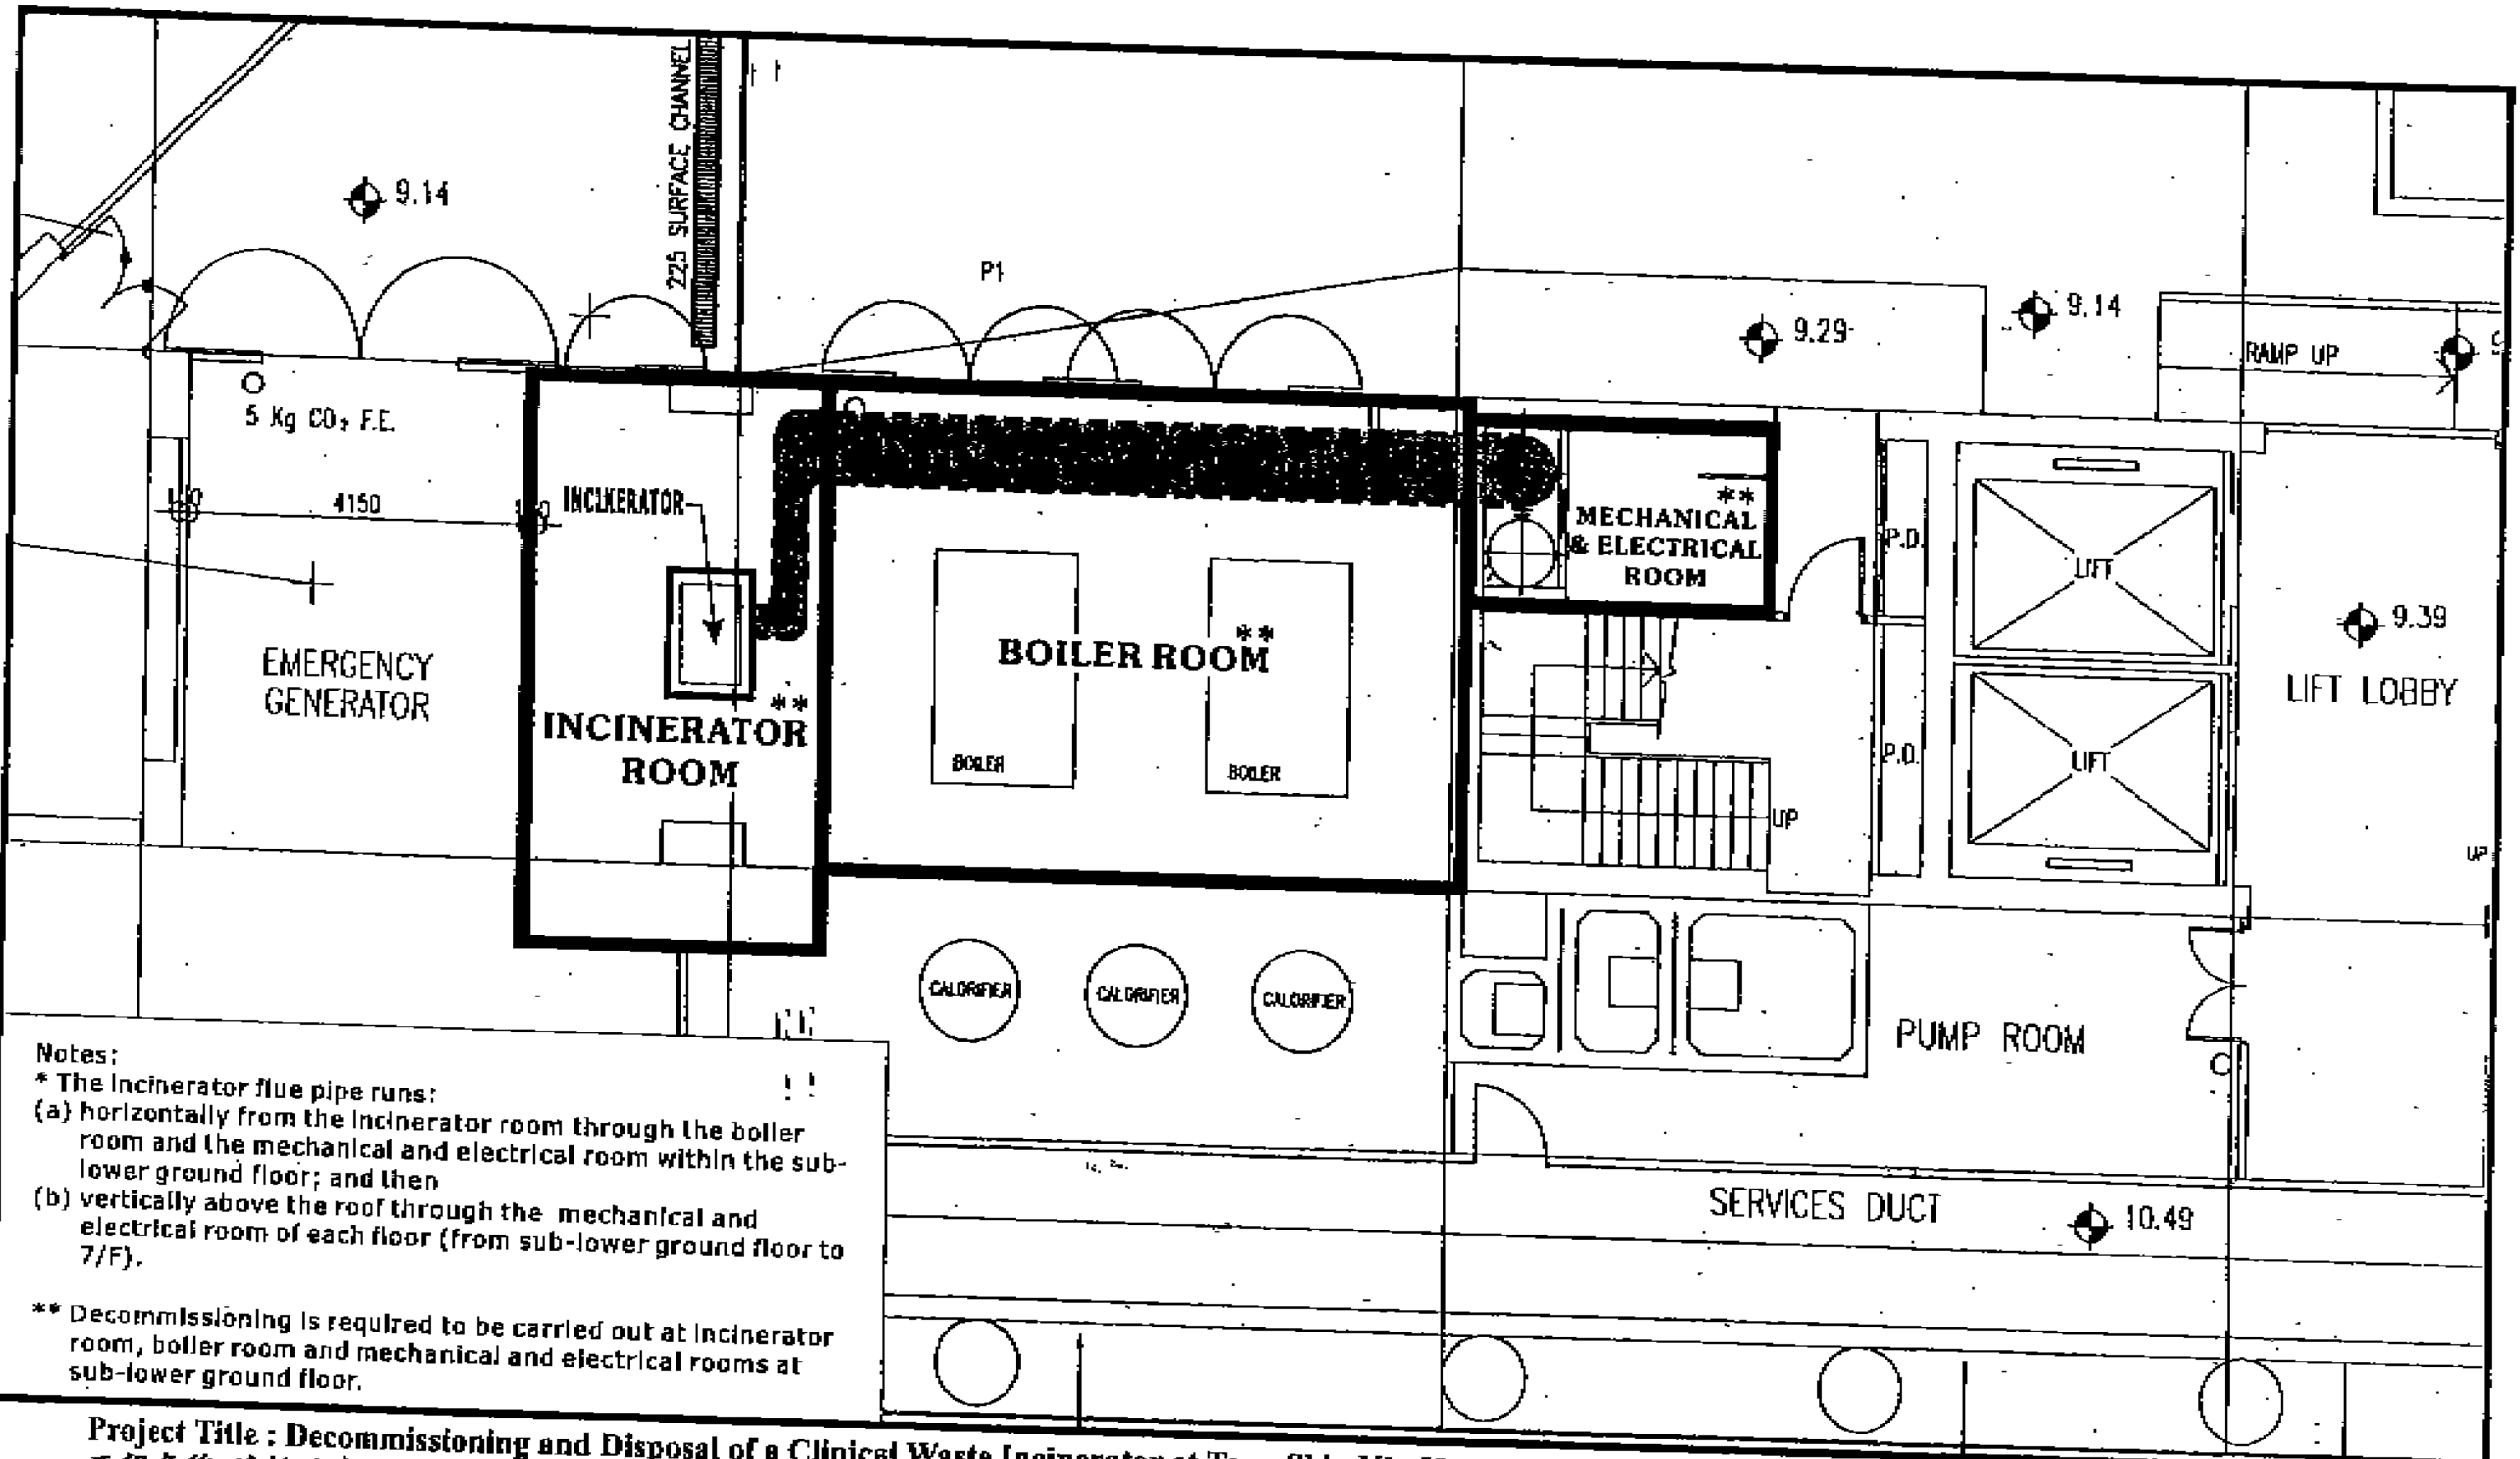 225 SURFACE CHANNEL
9.14
P1
9.29
9.14
RAMP UP
5 Kg CO₂ F.E.
4150
INCINERATOR
**
MECHANICAL
& ELECTRICAL
ROOM
P.D.
LIFT
9.39
LIFT LOBBY
EMERGENCY
GENERATOR
**
BOILER ROOM
**
INCINERATOR
ROOM
BOILER
BOILER
P.D.
LIFT
UP
UP
CALORIFIER
CALORIFIER
CALORIFIER
PUMP ROOM
SERVICES DUCT
10.49
Notes:
* The incinerator flue pipe runs:
(a) horizontally from the incinerator room through the boiler
room and the mechanical and electrical room within the sub-
lower ground floor; and then
(b) vertically above the roof through the mechanical and
electrical room of each floor (from sub-lower ground floor to
7/F).
** Decommissioning is required to be carried out at incinerator
room, boiler room and mechanical and electrical rooms at
sub-lower ground floor.
Project Title : Decommissioning and Disposal of a Clinical Waste Incinerator at